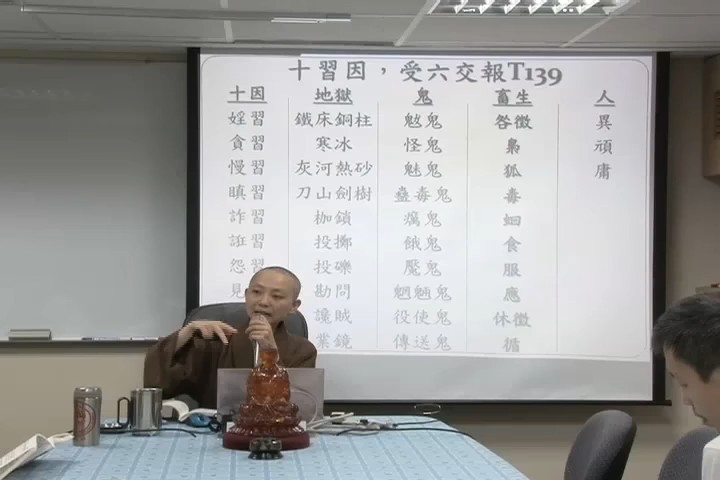 十習因，受六交報T139
十因 地獄 鬼 畜生 人
婬習 鐵床銅柱 魃鬼 咎徵 異
貪習 寒冰 怪鬼 梟 頑
慢習 灰河熱砂 魅鬼 狐 庸
瞋習 刀山劍樹 蠱毒鬼 毒
詐習 枷鎖 癘鬼 蛔
誑習 投擲 餓鬼 食
怨習 投礫 魘鬼 服
見 勘問 魍魎鬼 應
讒賊 役使鬼 休徵
業鏡 傳送鬼 循